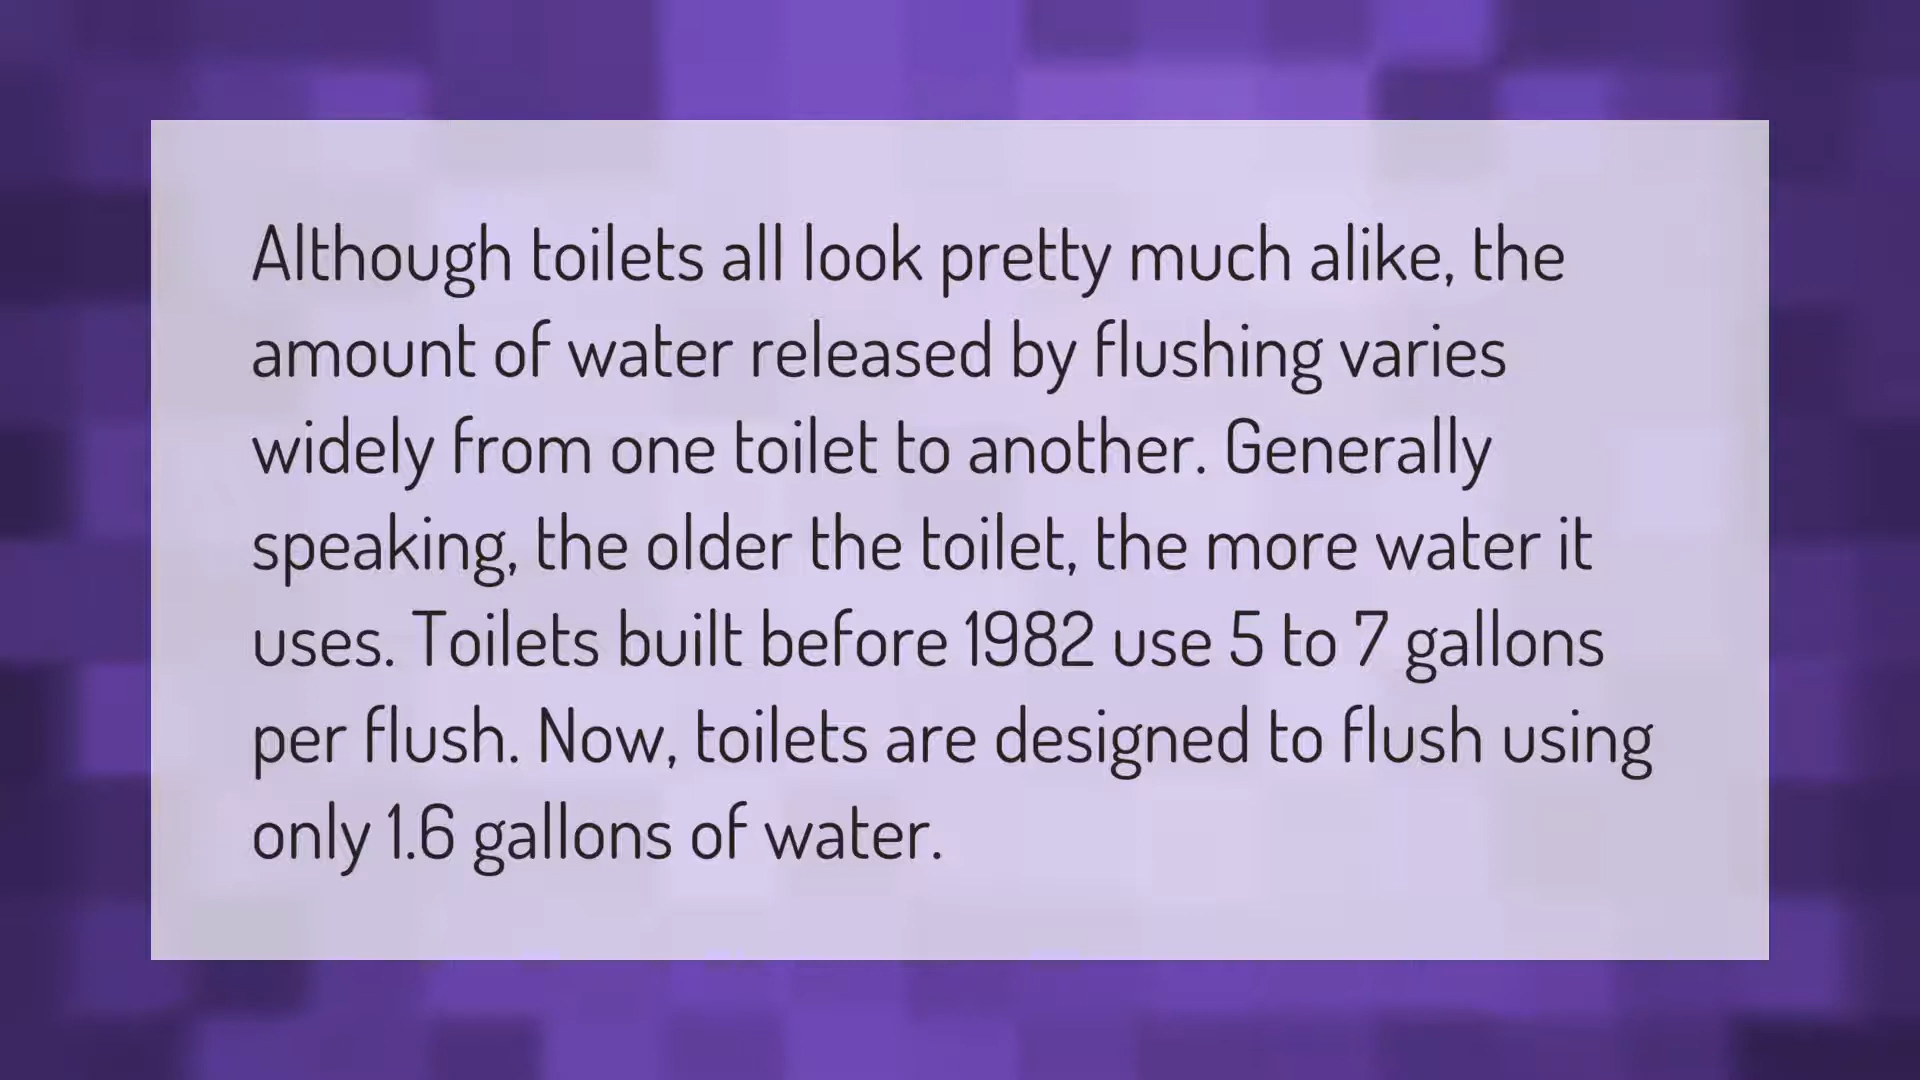 Although toilets all look pretty much alike, the
amount of water released by flushing varies
widely from one toilet to another. Generally
speaking, the older the toilet, the more water it
uses. Toilets built before 1982 use 5 to 7 gallons
per flush. Now, toilets are designed to flush using
only 1.6 gallons of water.